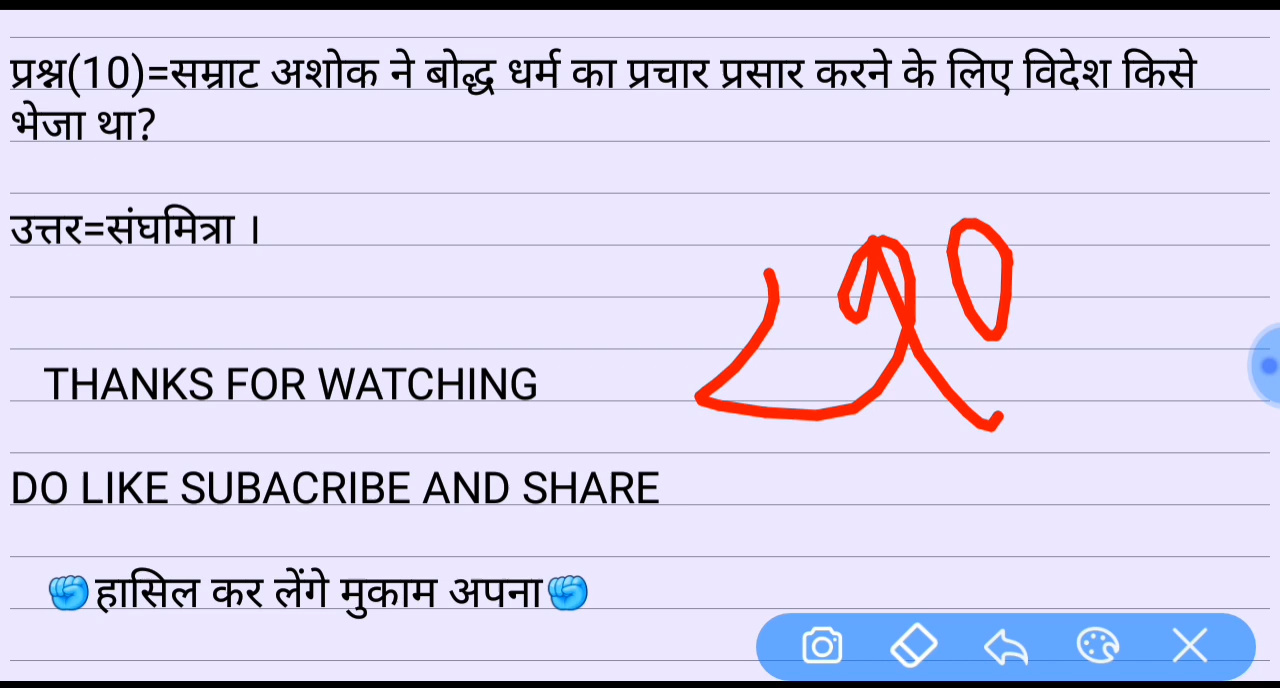 प्रश्न(10)=सम्राट अशोक ने बोद्ध धर्म का प्रचार प्रसार करने के लिए विदेश किसे
भेजा था?
उत्तर=संघमित्रा ।
THANKS FOR WATCHING
DO LIKE SUBACRIBE AND SHARE
✊हासिल कर लेंगे मुकाम अपना✊